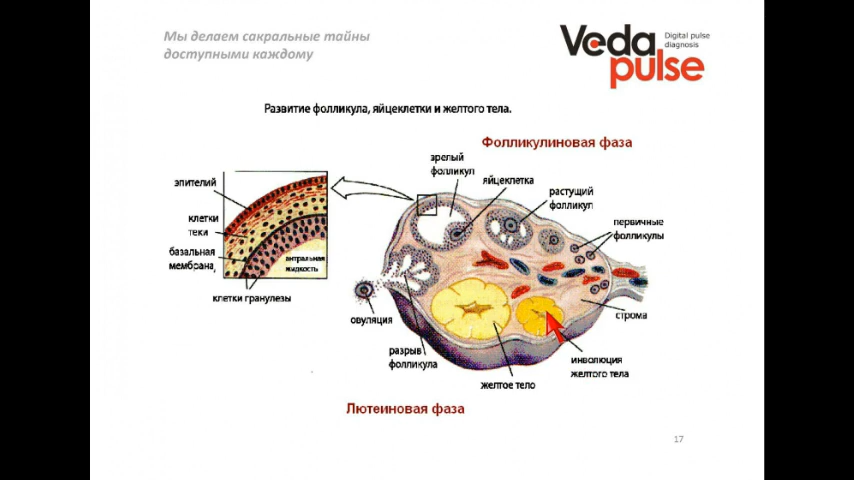 Мы делаем сакральные тайны
доступными каждому
Veda
pulse
Digital pulse
diagnosis
Развитие фолликула, яйцеклетки и желтого тела.
Фолликулиновая фаза
зрелый
фолликул
яйцеклетка
растущий
фолликул
первичные
фолликулы
эпителий
клетки
теки
базальная
мембрана,
антральная
жидкость
клетки гранулезы
овуляция
разрыв
фолликула
желтое тело
строма
инволюция
желтого тела
Лютеиновая фаза
17